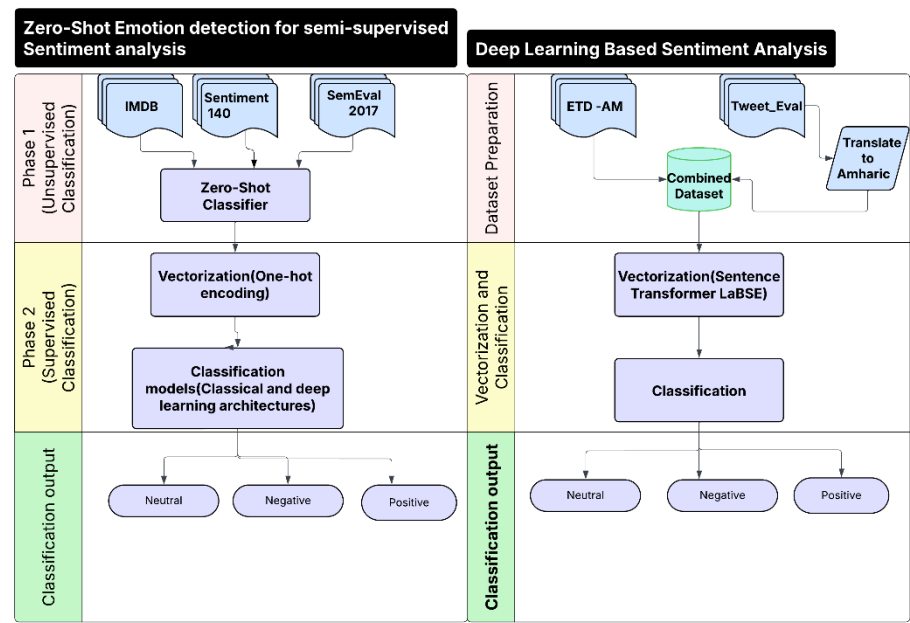 Zero-Shot Emotion detection for semi-supervised
Sentiment analysis
Phase 1
(Unsupervised
Classification)
IMDB
Sentiment
140
SemEval
2017
Zero-Shot
Classifier
Phase 2
(Supervised
Classification)
Vectorization(One-hot
encoding)
Classification
models(Classical and deep
learning architectures)
Classification output
Neutral
Negative
Positive
Deep Learning Based Sentiment Analysis
Dataset Preparation
ETD -AM
Tweet_Eval
Translate
to
Amharic
Combined
Dataset
Vectorization and
Classification
Vectorization(Sentence
Transformer LaBSE)
Classification
Classification output
Neutral
Negative
Positive